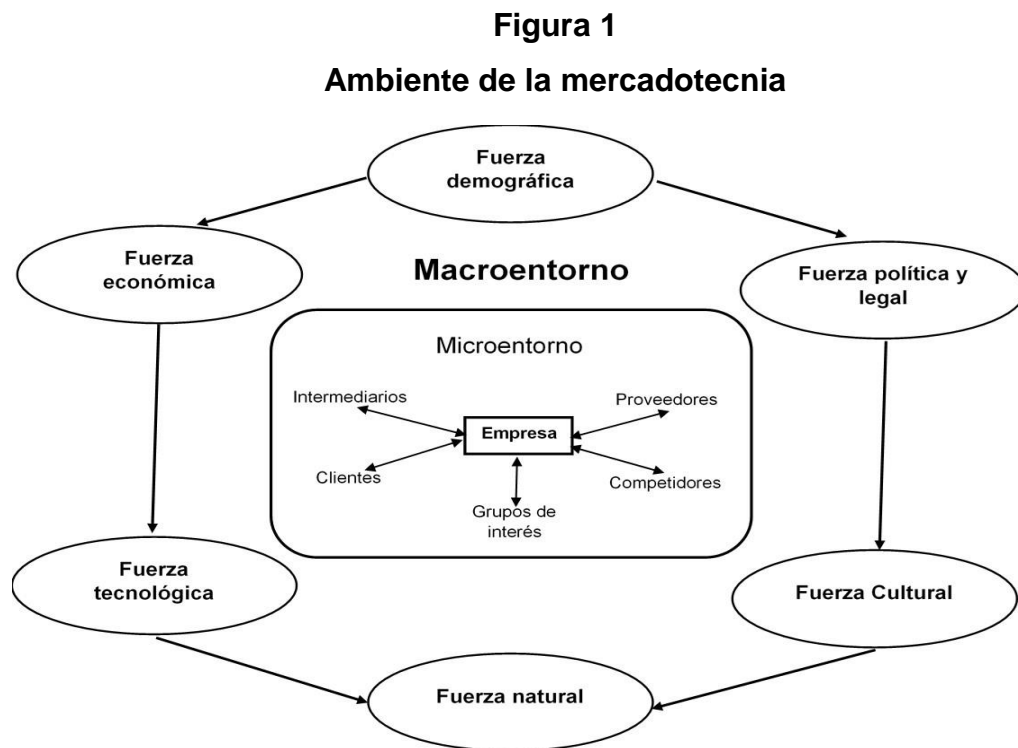 Figura 1
Ambiente de la mercadotecnia
Fuerza
demográfica
Fuerza
económica
Macroentorno
Fuerza política y
legal
Microentorno
Intermediarios
Proveedores
Empresa
Clientes
Competidores
Grupos de
interés
Fuerza
tecnológica
Fuerza Cultural
Fuerza natural